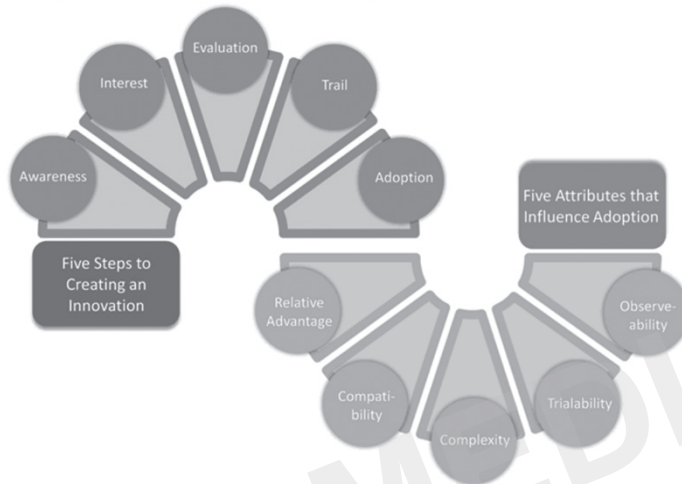 Awareness
Interest
Evaluation
Trail
Adoption
Five Steps to
Creating an
Innovation
Five Attributes that
Influence Adoption
Relative
Advantage
Compati-
bility
Complexity
Trialability
Observe-
ability